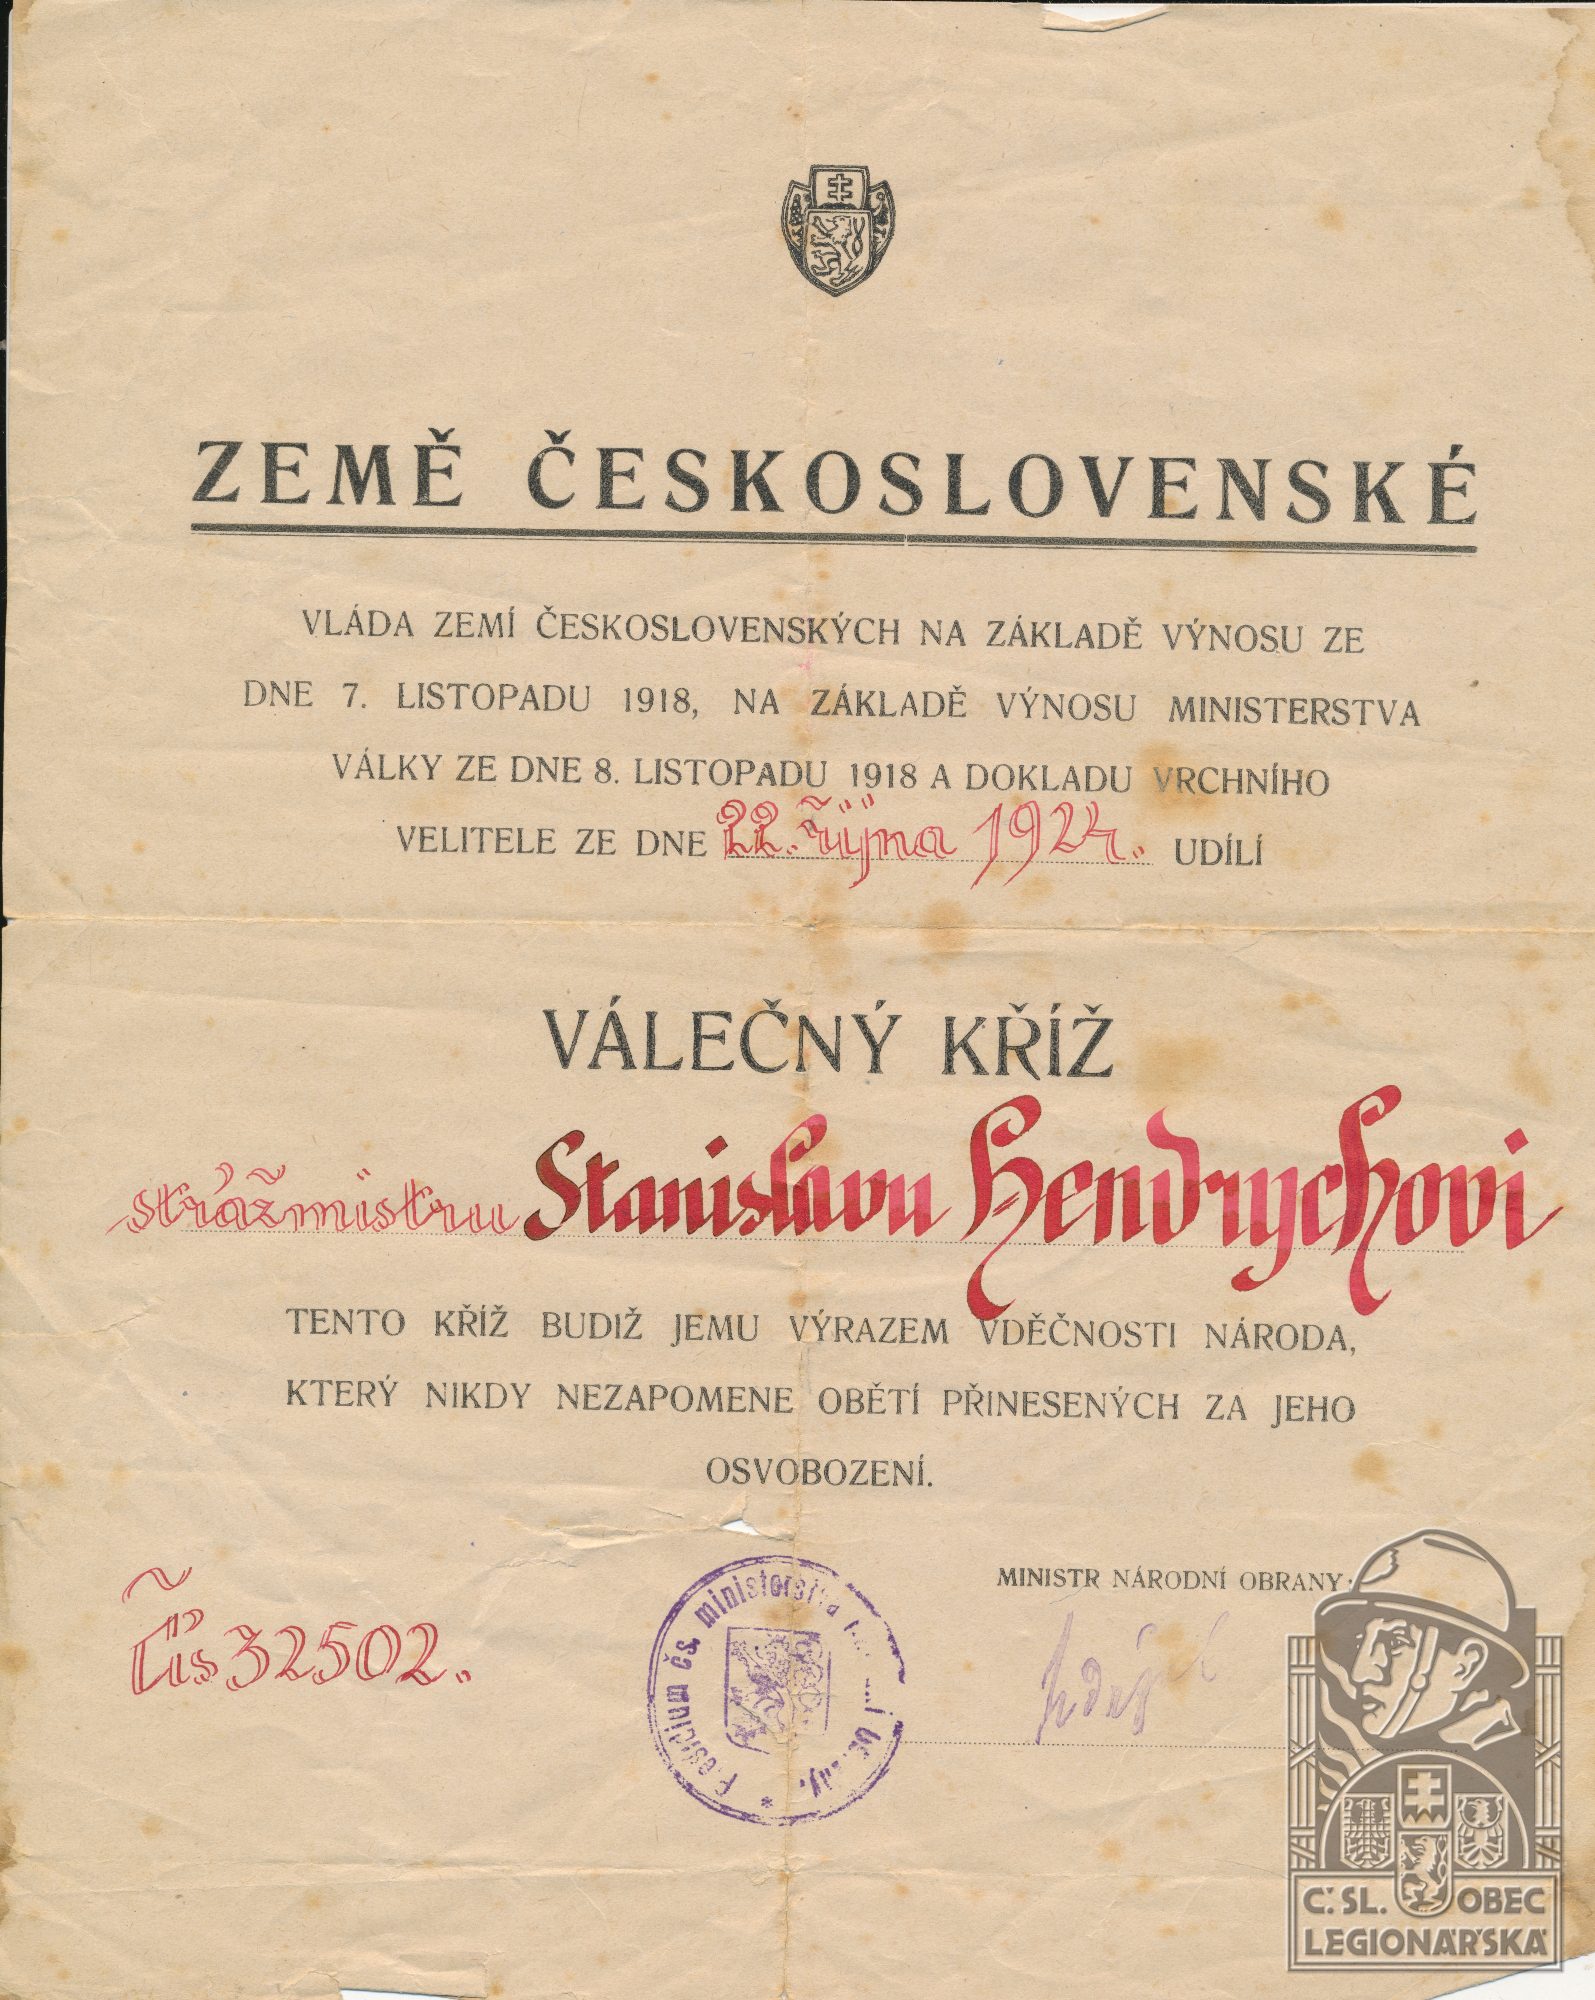 ZEMĚ ČESKOSLOVENSKÉ
VLÁDA ZEMÍ ČESKOSLOVENSKÝCH NA ZÁKLADĚ VÝNOSU ZE
DNE 7. LISTOPADU 1918, NA ZÁKLADĚ VÝNOSU MINISTERSTVA
VÁLKY ZE DNE 8. LISTOPADU 1918 A DOKLADU VRCHNÍHO
VELITELE ZE DNE 22. října 1924. UDÍLÍ
VÁLEČNÝ KŘÍŽ
strážmistru Stanislavu Hendrychovi
TENTO KŘÍŽ BUDIŽ JEMU VÝRAZEM VDĚČNOSTI NÁRODA,
KTERÝ NIKDY NEZAPOMENE OBĚTÍ PŘINESENÝCH ZA JEHO
OSVOBOZENÍ.
MINISTR NÁRODNÍ OBRANY:
Čís 32502.
čs. ministerstva
Č. SL. OBEC
LEGIONÁŘSKÁ